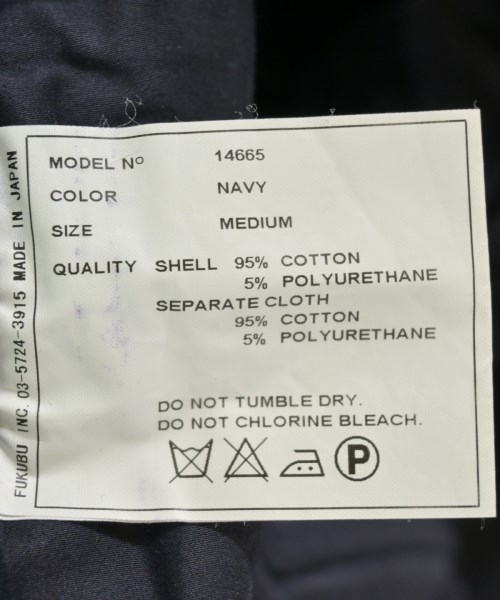 MODEL Nº 14665
COLOR NAVY
SIZE MEDIUM
QUALITY SHELL 95% COTTON
5% POLYURETHANE
SEPARATE CLOTH
95% COTTON
5% POLYURETHANE
DO NOT TUMBLE DRY.
DO NOT CHLORINE BLEACH.
P
FUKUBU INC. 03-5724-3915 MADE IN JAPAN